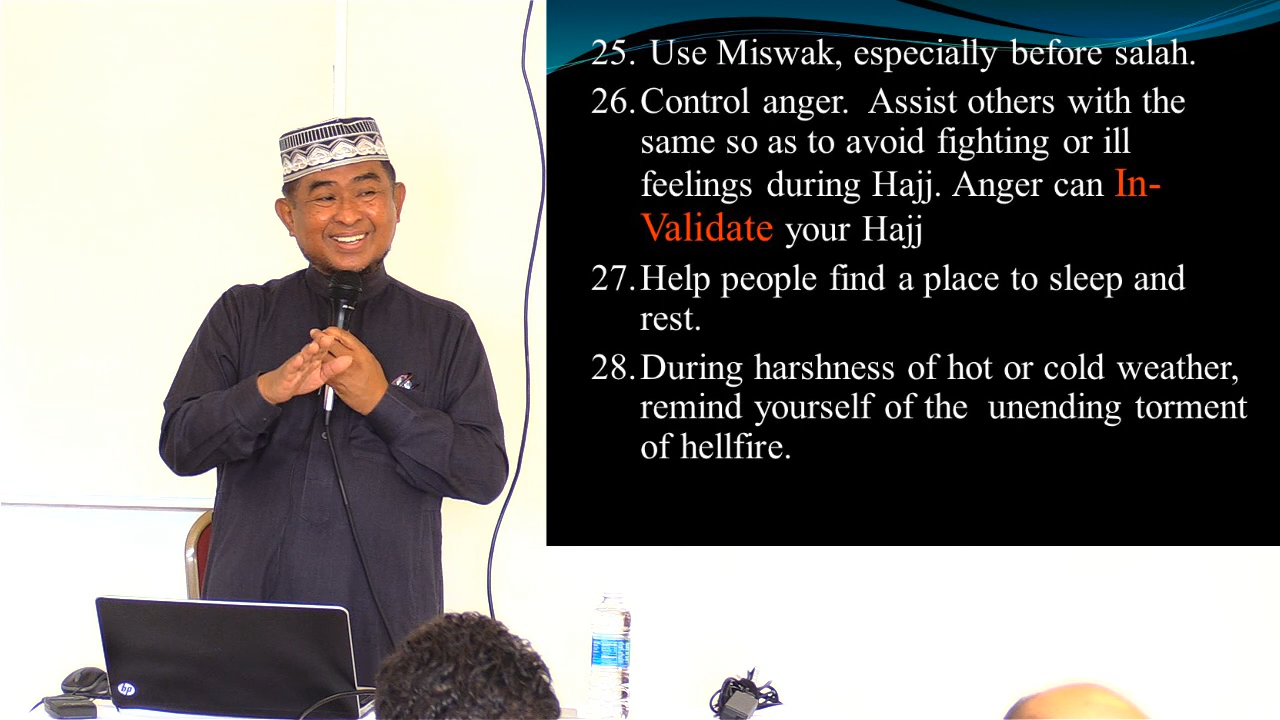 25. Use Miswak, especially before salah.
26. Control anger. Assist others with the
same so as to avoid fighting or ill
feelings during Hajj. Anger can In-
Validate your Hajj
27. Help people find a place to sleep and
rest.
28. During harshness of hot or cold weather,
remind yourself of the unending torment
of hellfire.
hp